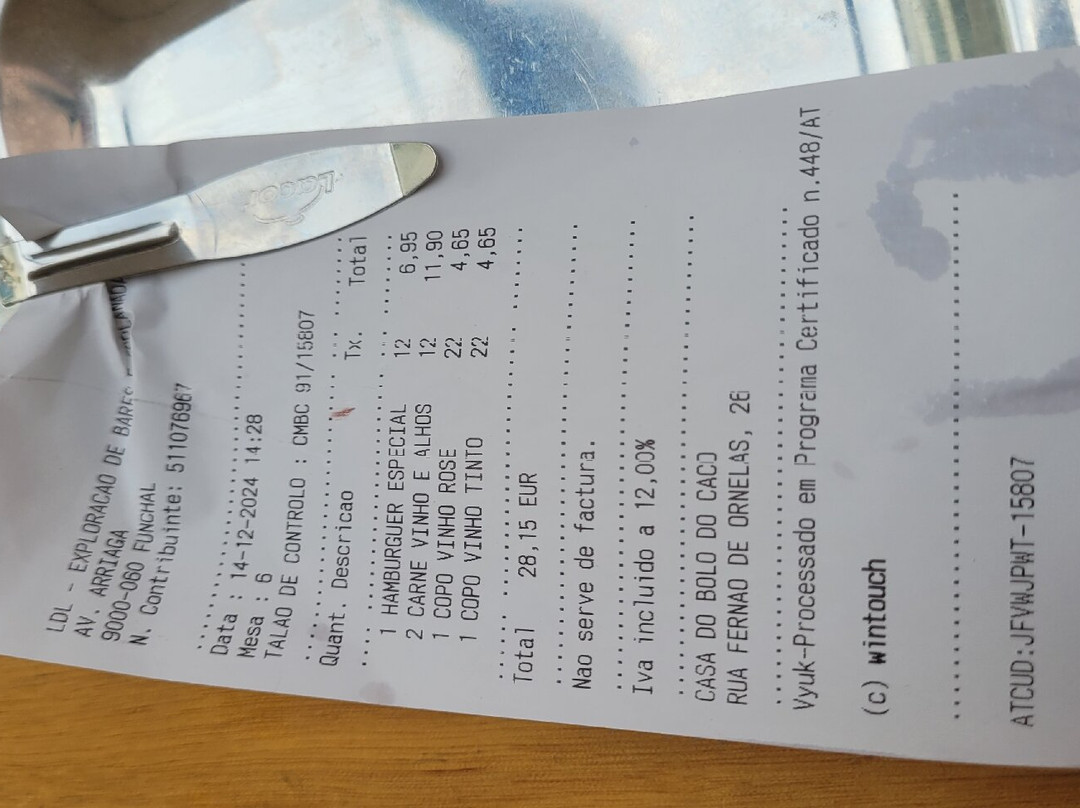 LDL - EXPLORACAO DE BARES
AV. ARRIAGA
9000-060 FUNCHAL
N. Contribuinte: 511076967
Data : 14-12-2024 14:28
Mesa : 6
TALAO DE CONTROLO : CMBC 91/15807
Quant. Descricao Tx. Total
1 HAMBURGUER ESPECIAL 12 6,95
2 CARNE VINHO E ALHOS 12 11,90
1 COPO VINHO ROSE 22 4,65
1 COPO VINHO TINTO 22 4,65
Total 28,15 EUR
Nao serve de factura.
Iva incluido a 12,00%
CASA DO BOLO DO CACO
RUA FERNAO DE ORNELAS, 26
Vyuk-Processado em Programa Certificado n.448/AT
(c) wintouch
ATCUD:JFVWJPWT-15807
Lacor